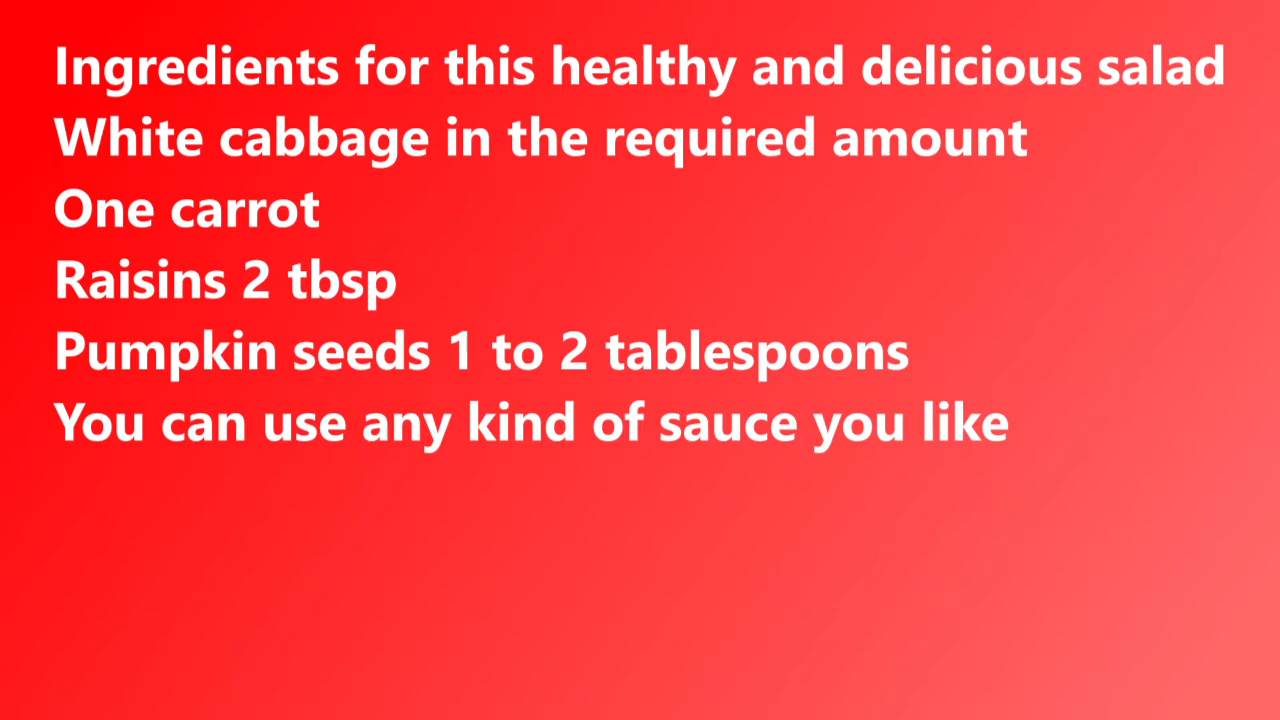 Ingredients for this healthy and delicious salad
White cabbage in the required amount
One carrot
Raisins 2 tbsp
Pumpkin seeds 1 to 2 tablespoons
You can use any kind of sauce you like